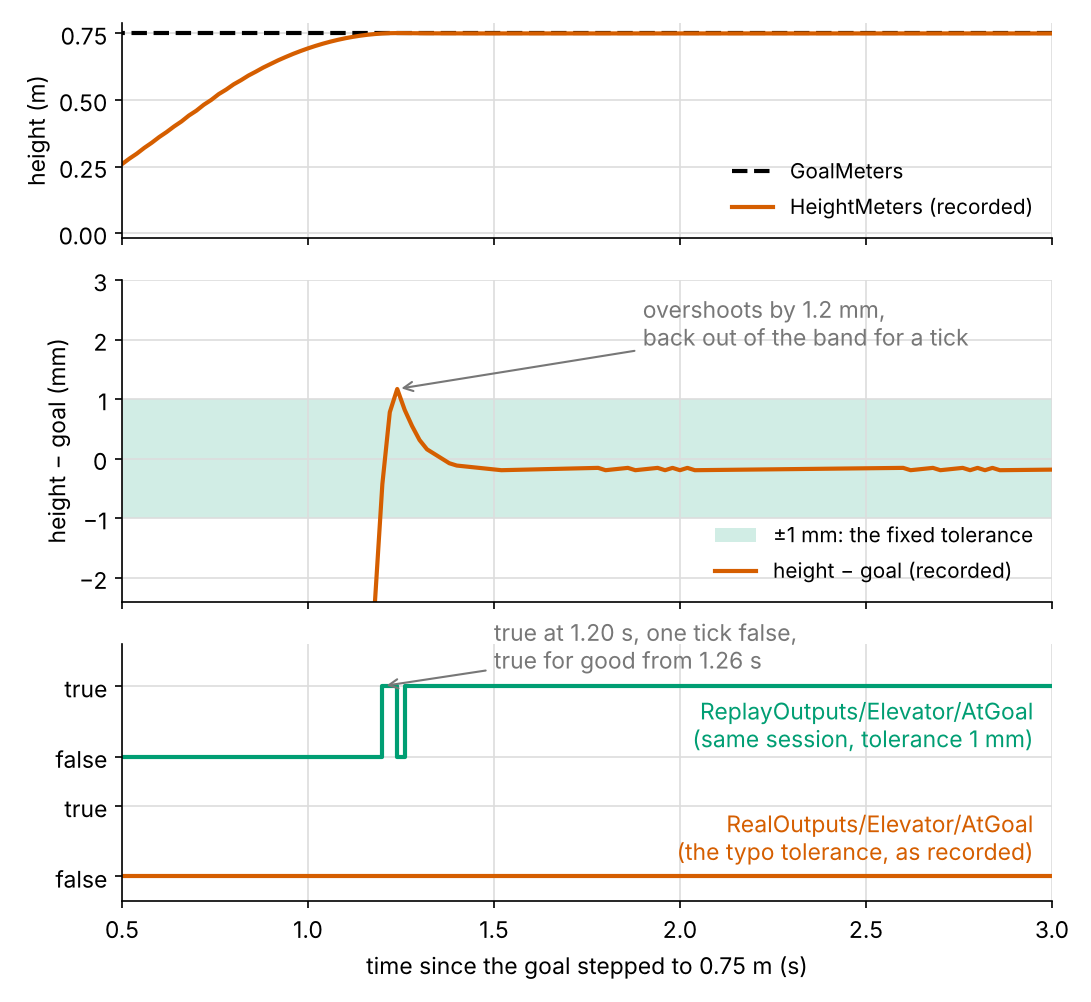 0.75
0.50
0.25
0.00
height (m)
GoalMeters
HeightMeters (recorded)
3
2
1
0
−1
−2
height − goal (mm)
overshoots by 1.2 mm,
back out of the band for a tick
±1 mm: the fixed tolerance
height − goal (recorded)
true at 1.20 s, one tick false,
true for good from 1.26 s
true
false
true
false
ReplayOutputs/Elevator/AtGoal
(same session, tolerance 1 mm)
RealOutputs/Elevator/AtGoal
(the typo tolerance, as recorded)
0.5 1.0 1.5 2.0 2.5 3.0
time since the goal stepped to 0.75 m (s)